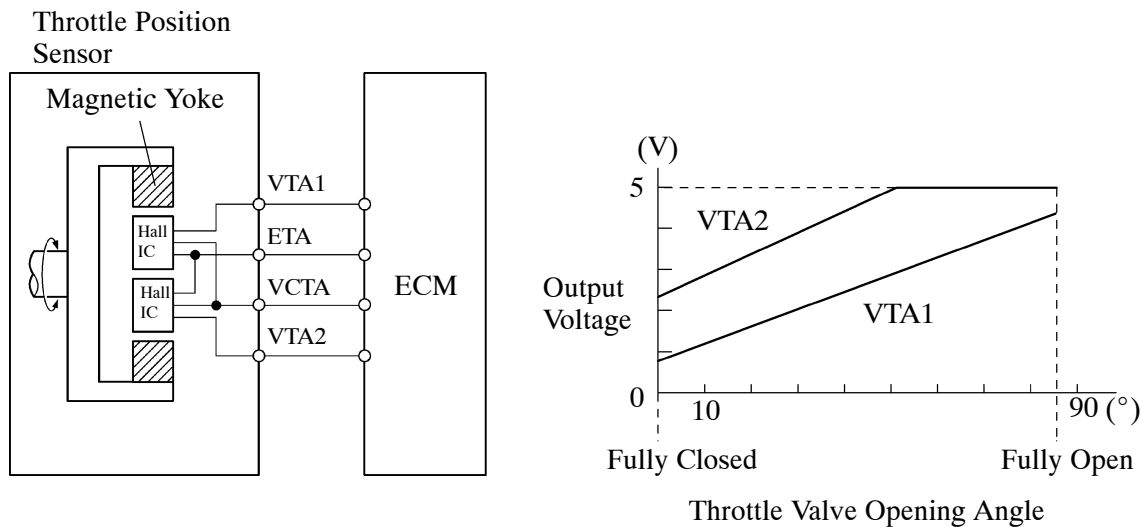 Throttle Position
Sensor
Magnetic Yoke
VTA1
Hall
IC
ETA
Hall
IC
VCTA
VTA2
ECM
(V)
5
VTA2
Output
Voltage
VTA1
0
10
90 (°)
Fully Closed
Fully Open
Throttle Valve Opening Angle